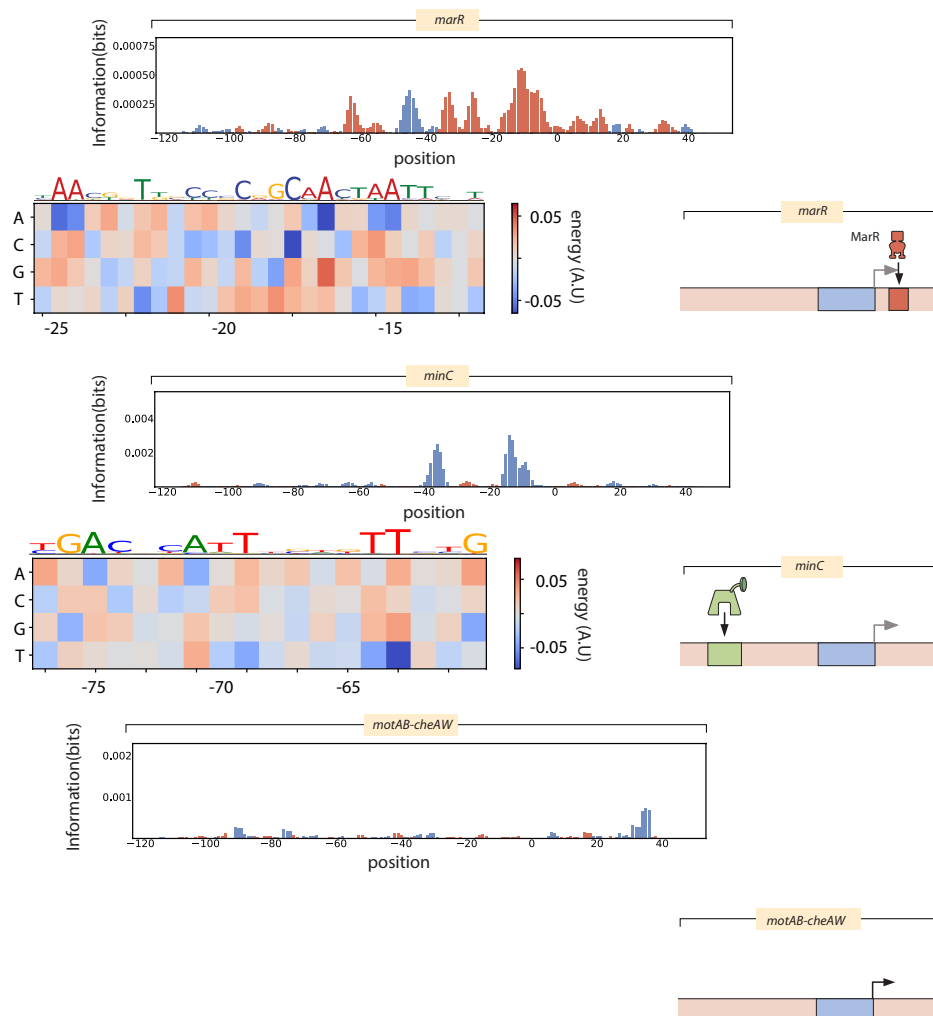 marR
Information(bits)
0.00075
0.00050
0.00025
−120 −100 −80 −60 −40 −20 0 20 40
position
A
C
G
T
-25 -20 -15
0.05
-0.05
energy (A.U)
marR
MarR
minC
Information(bits)
0.004
0.002
−120 −100 −80 −60 −40 −20 0 20 40
position
A
C
G
T
-75 -70 -65
0.05
-0.05
energy (A.U)
minC
motAB-cheAW
Information(bits)
0.002
0.001
−120 −100 −80 −60 −40 −20 0 20 40
position
motAB-cheAW